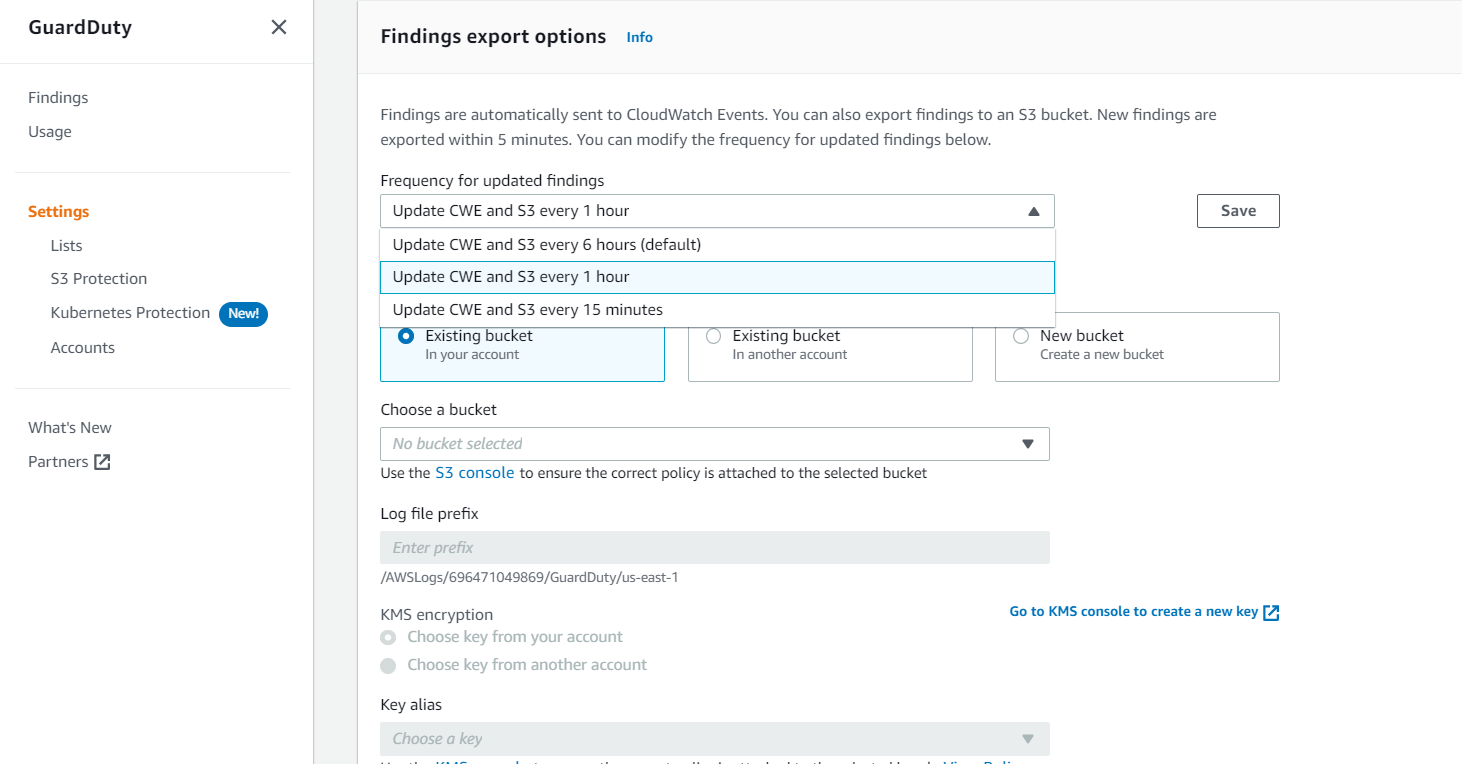 GuardDuty
Findings
Usage
Settings
Lists
S3 Protection
Kubernetes Protection New!
Accounts
What's New
Partners
Findings export options Info
Findings are automatically sent to CloudWatch Events. You can also export findings to an S3 bucket. New findings are
exported within 5 minutes. You can modify the frequency for updated findings below.
Frequency for updated findings
Update CWE and S3 every 1 hour
Save
Update CWE and S3 every 6 hours (default)
Update CWE and S3 every 1 hour
Update CWE and S3 every 15 minutes
Existing bucket
In your account
Existing bucket
In another account
New bucket
Create a new bucket
Choose a bucket
No bucket selected
Use the S3 console to ensure the correct policy is attached to the selected bucket
Log file prefix
Enter prefix
/AWSLogs/696471049869/GuardDuty/us-east-1
KMS encryption
Go to KMS console to create a new key
Choose key from your account
Choose key from another account
Key alias
Choose a key